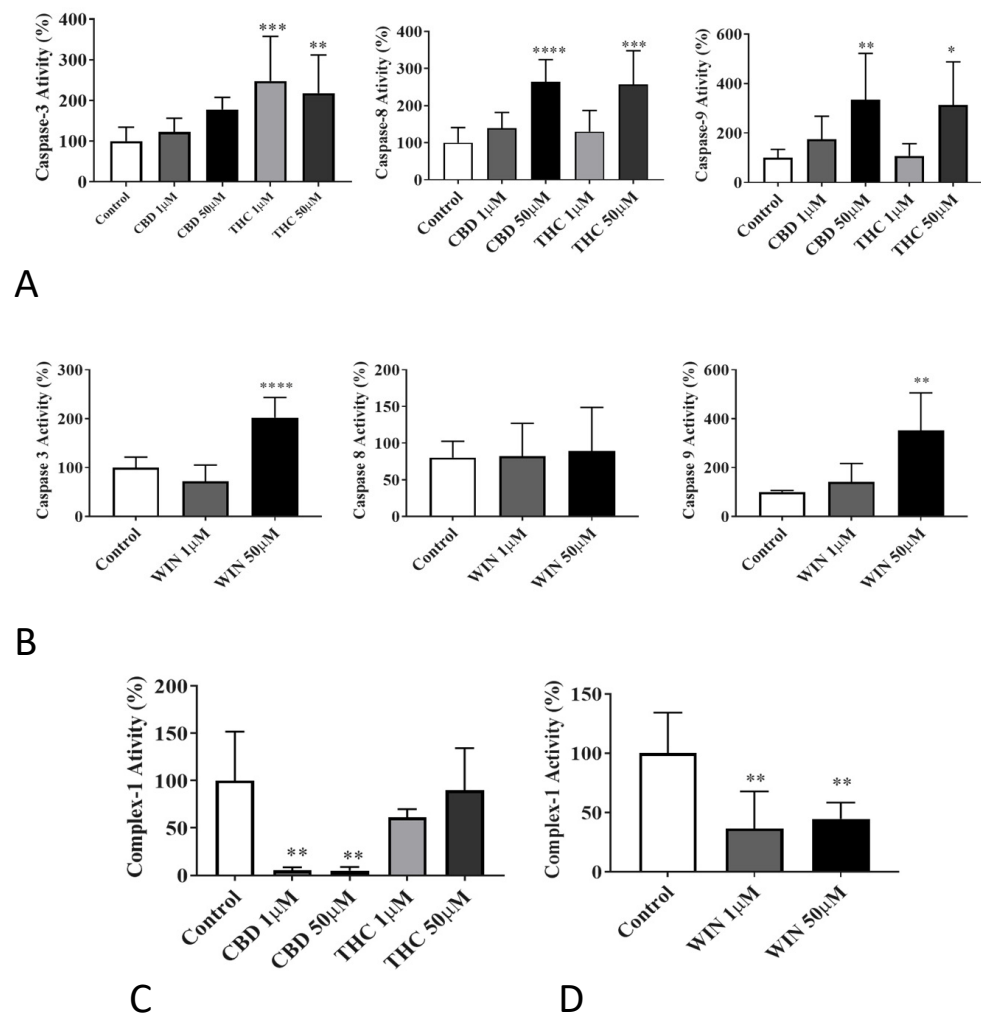 Caspase-3 Ativity (%)
400
300
200
100
0
***
**
Control
CBD 1µM
CBD 50µM
THC 1µM
THC 50µM
Caspase-8 Ativity (%)
400
300
200
100
0
****
***
Control
CBD 1µM
CBD 50µM
THC 1µM
THC 50µM
Caspase-9 Ativity (%)
600
400
200
0
**
*
Control
CBD 1µM
CBD 50µM
THC 1µM
THC 50µM
A
Caspase 3 Activity (%)
300
200
100
0
****
Control
WIN 1µM
WIN 50µM
Caspase 8 Activity (%)
200
150
100
50
0
Control
WIN 1µM
WIN 50µM
Caspase 9 Activity (%)
600
400
200
0
**
Control
WIN 1µM
WIN 50µM
B
Complex-1 Ativity (%)
200
150
100
50
0
**
**
Control
CBD 1µM
CBD 50µM
THC 1µM
THC 50µM
C
Complex-1 Activity (%)
150
100
50
0
**
**
Control
WIN 1µM
WIN 50µM
D